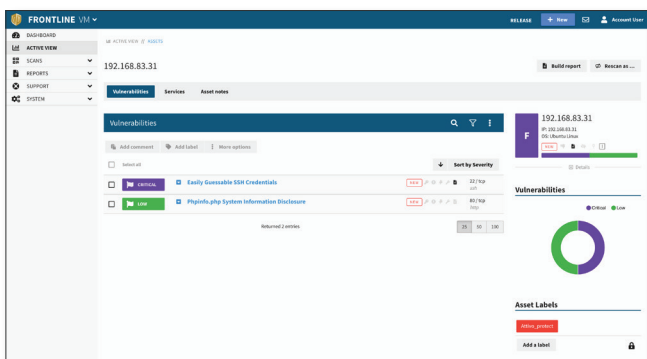 FRONTLINE VM
RELEASE
+ New
Account User
DASHBOARD
ACTIVE VIEW
SCANS
REPORTS
SUPPORT
SYSTEM
ACTIVE VIEW // ASSETS
192.168.83.31
Build report
Rescan as ...
Vulnerabilities
Services
Asset notes
Vulnerabilities
Add comment
Add label
More options
Select all
Sort by Severity
CRITICAL
Easily Guessable SSH Credentials
NEW
22 / tcp
ssh
LOW
Phpinfo.php System Information Disclosure
NEW
80 / tcp
http
Returned 2 entries
25 50 100
F
192.168.83.31
IP: 192.168.83.31
OS: Ubuntu Linux
NEW
Details
Vulnerabilities
Critical Low
Asset Labels
Attivo_protect
Add a label